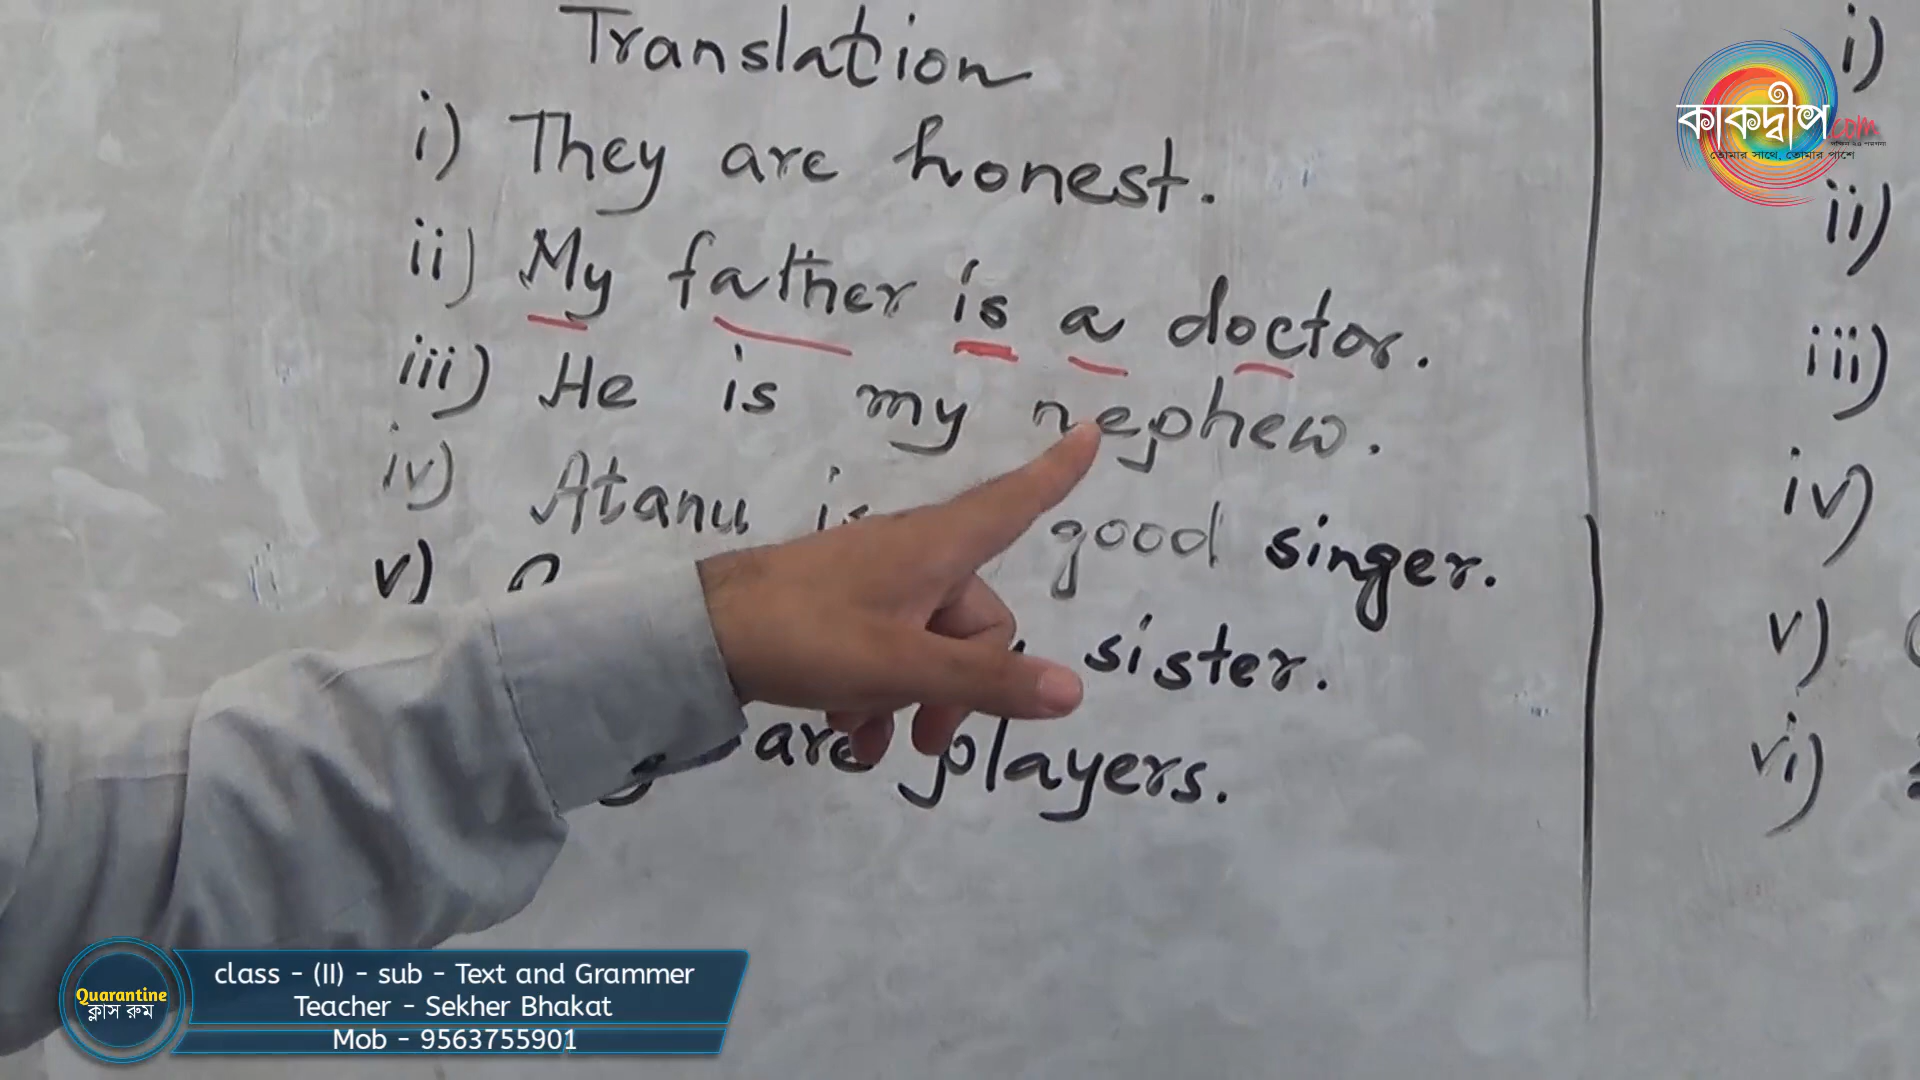 Translation
i) They are honest.
ii) My father is a doctor.
iii) He is my nephew.
iv) Atanu is good singer.
v) sister.
are players.
i)
ii)
iii)
iv)
v)
vi)
কাকদ্বীপ.com
তোমার সাথে, তোমার পাশে
Quarantine
ক্লাস রুম
class - (II) - sub - Text and Grammer
Teacher - Sekher Bhakat
Mob - 9563755901